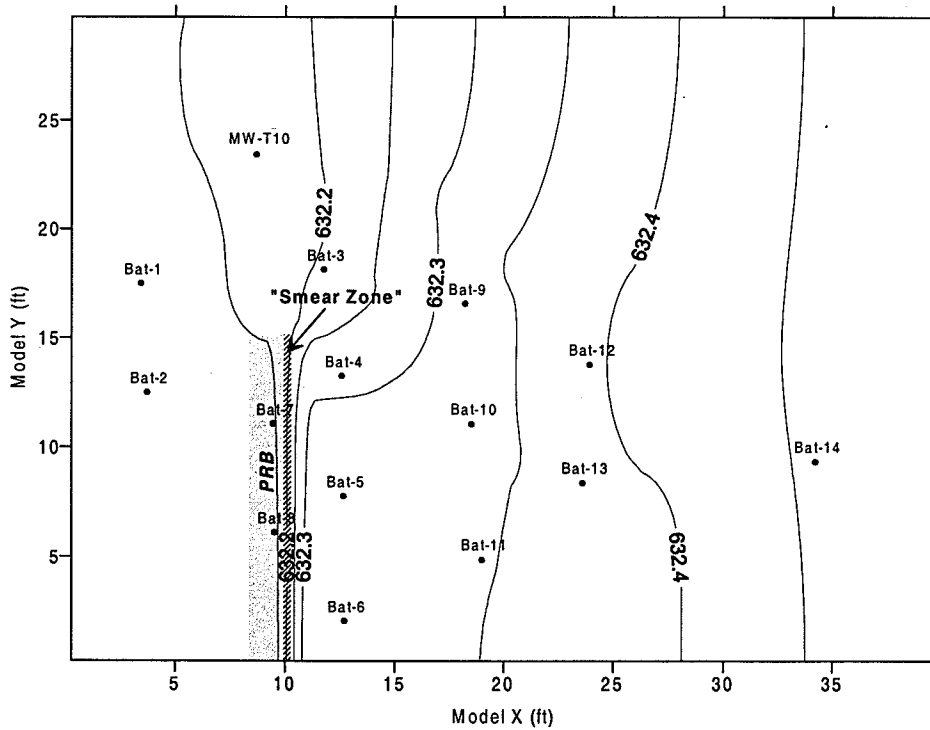 25
20
15
10
5
Model Y (ft)
MW-T10
632.2
Bat-3
Bat-1
"Smear Zone"
632.3
Bat-9
632.4
Bat-4
Bat-12
Bat-2
Bat-7
Bat-10
PRB
Bat-5
Bat-13
Bat-14
Bat-8
Bat-11
632.2
632.3
632.4
Bat-6
5 10 15 20 25 30 35
Model X (ft)